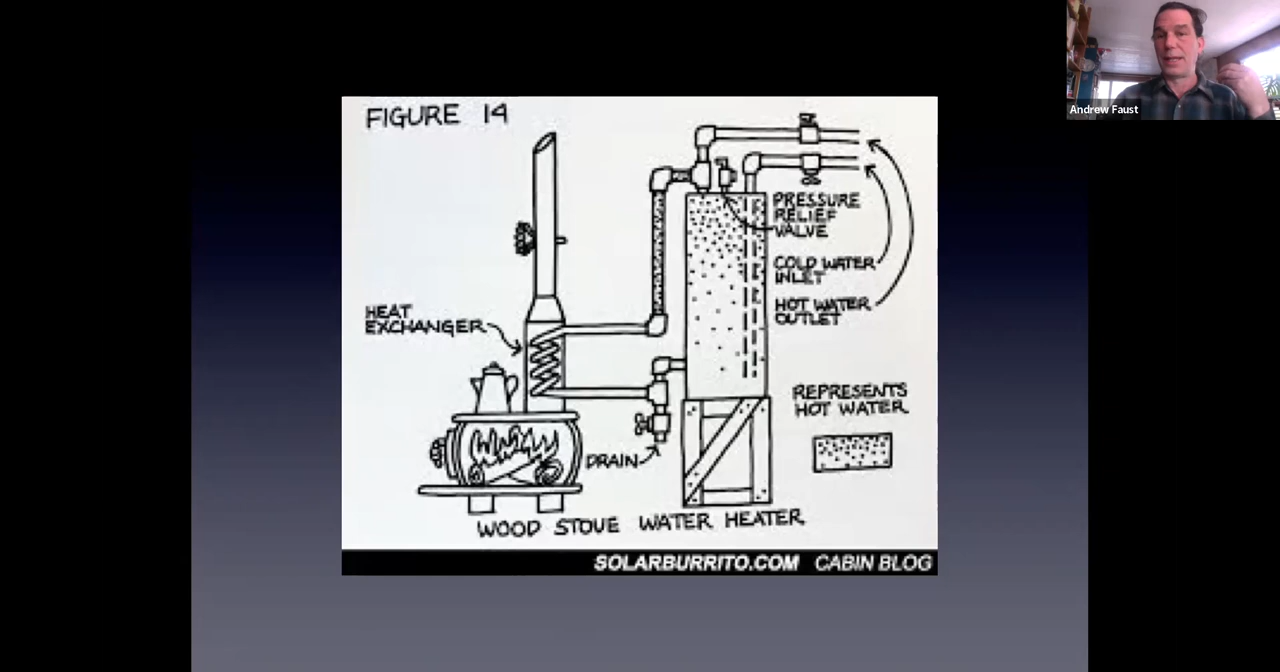 Andrew Faust
FIGURE 14
PRESSURE
RELIEF
VALVE
COLD WATER
INLET
HOT WATER
OUTLET
HEAT
EXCHANGER
REPRESENTS
HOT WATER
DRAIN
WOOD STOVE WATER HEATER
SOLARBURRITO.COM CABIN BLOG